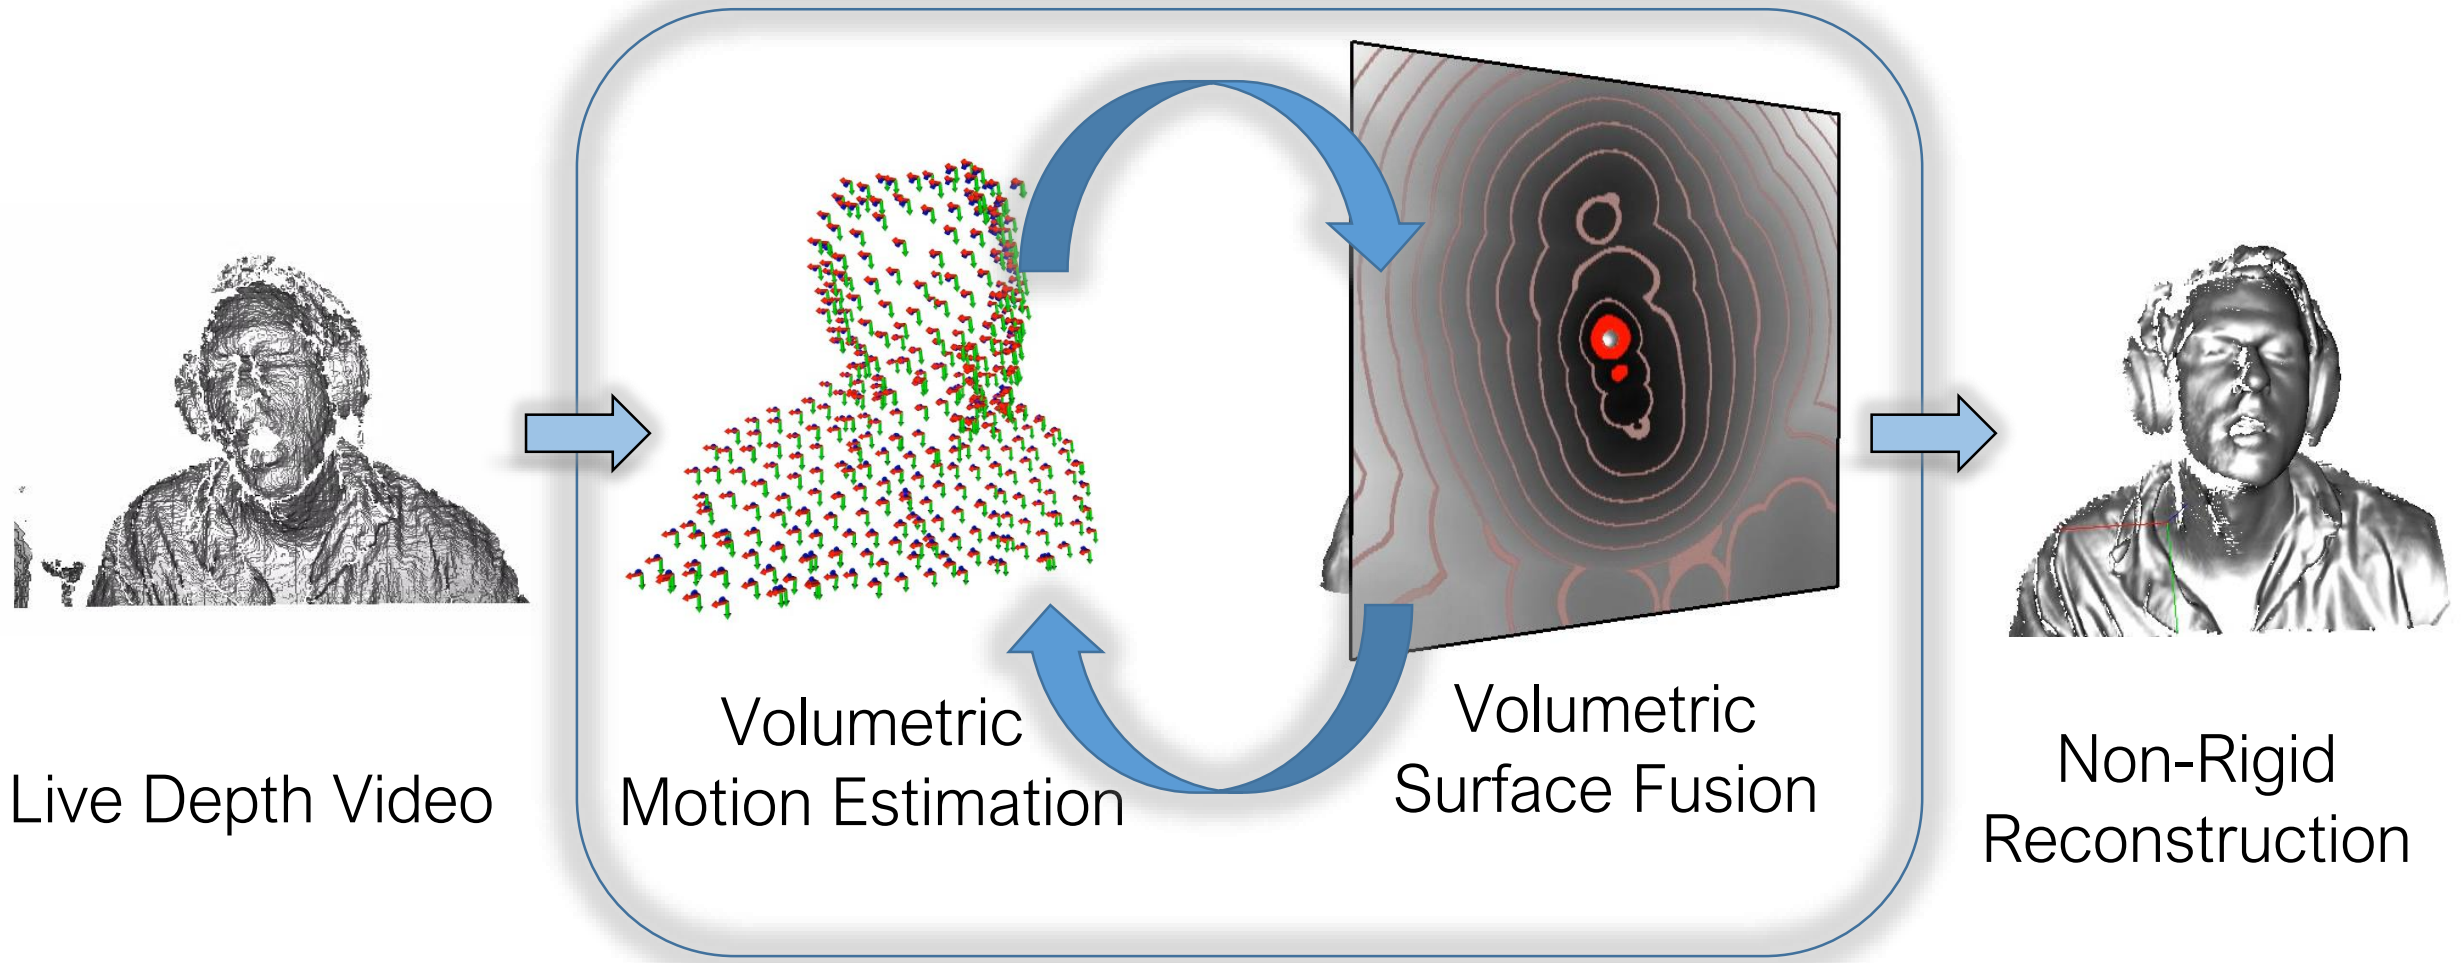 Live Depth Video
Volumetric
Motion Estimation
Volumetric
Surface Fusion
Non-Rigid
Reconstruction